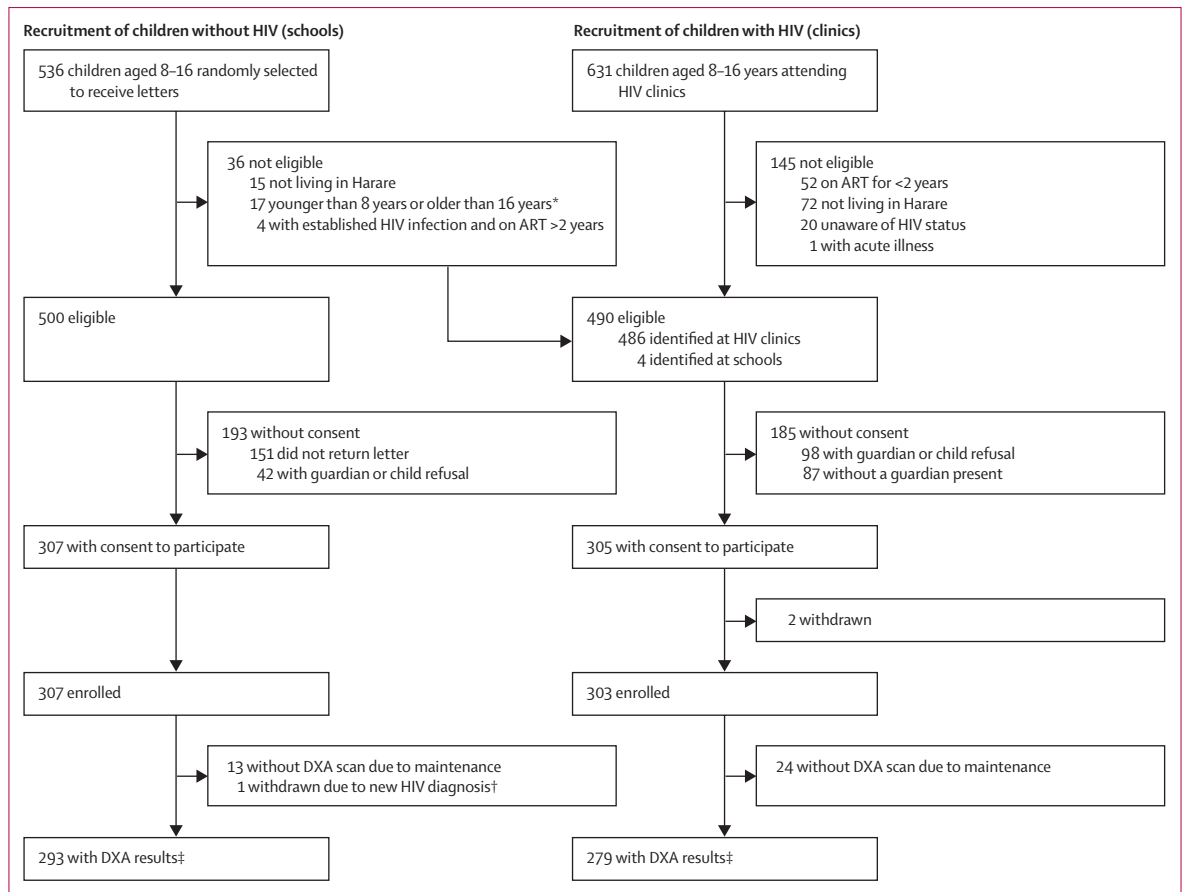 Recruitment of children without HIV (schools)
Recruitment of children with HIV (clinics)
536 children aged 8–16 randomly selected
to receive letters
631 children aged 8–16 years attending
HIV clinics
36 not eligible
15 not living in Harare
17 younger than 8 years or older than 16 years*
4 with established HIV infection and on ART >2 years
145 not eligible
52 on ART for <2 years
72 not living in Harare
20 unaware of HIV status
1 with acute illness
500 eligible
490 eligible
486 identified at HIV clinics
4 identified at schools
193 without consent
151 did not return letter
42 with guardian or child refusal
185 without consent
98 with guardian or child refusal
87 without a guardian present
307 with consent to participate
305 with consent to participate
2 withdrawn
307 enrolled
303 enrolled
13 without DXA scan due to maintenance
1 withdrawn due to new HIV diagnosis†
24 without DXA scan due to maintenance
293 with DXA results‡
279 with DXA results‡